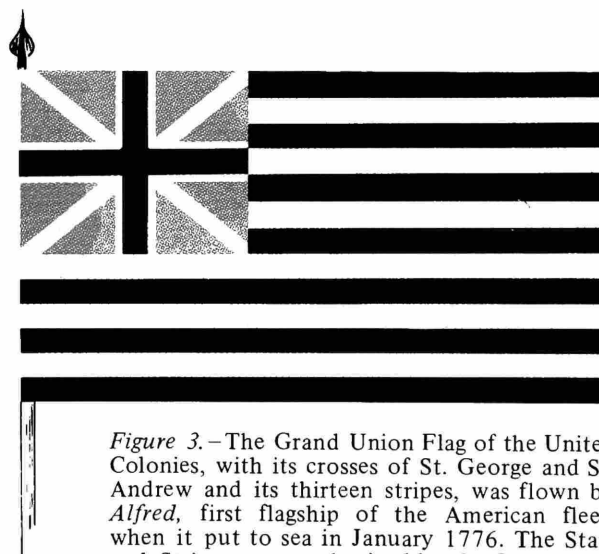 Figure 3.—The Grand Union Flag of the Unite
Colonies, with its crosses of St. George and S
Andrew and its thirteen stripes, was flown b
Alfred, first flagship of the American flee
when it put to sea in January 1776. The Sta